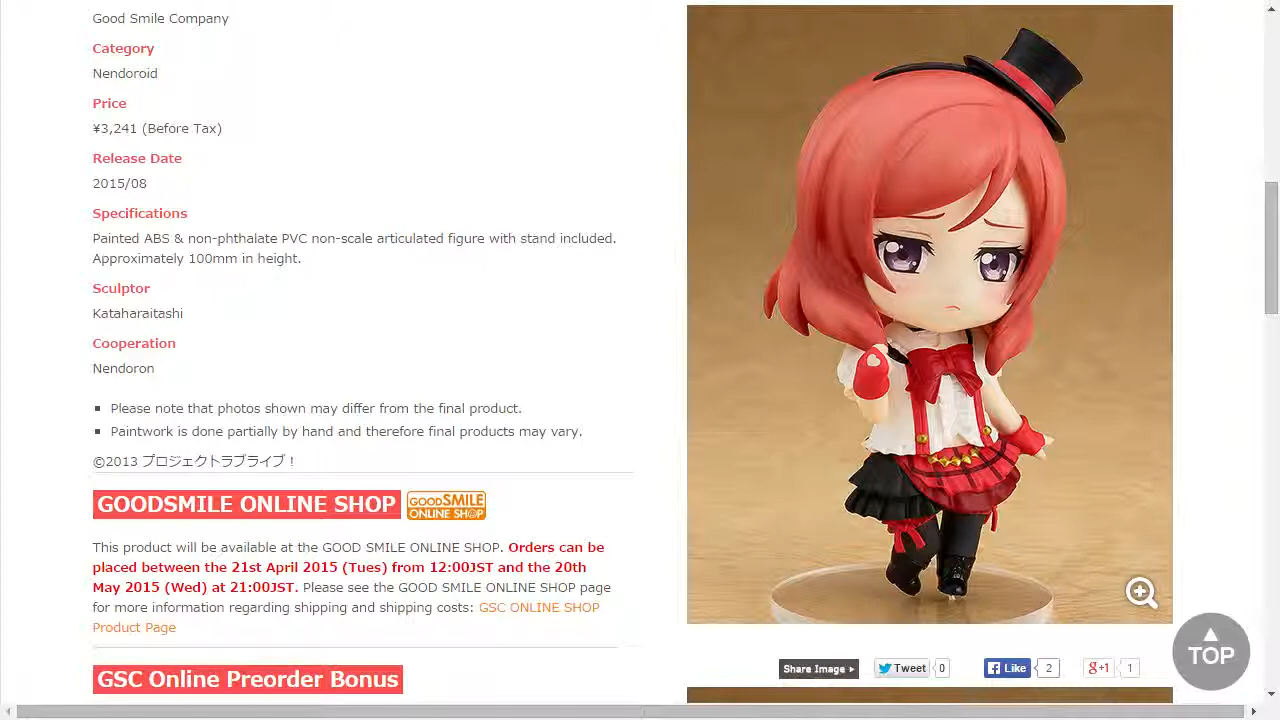 Good Smile Company
Category
Nendoroid
Price
¥3,241 (Before Tax)
Release Date
2015/08
Specifications
Painted ABS & non-phthalate PVC non-scale articulated figure with stand included.
Approximately 100mm in height.
Sculptor
Kataharaitashi
Cooperation
Nendoron
Please note that photos shown may differ from the final product.
Paintwork is done partially by hand and therefore final products may vary.
©2013 プロジェクトラブライブ！
GOODSMILE ONLINE SHOP
GOODSMILE
ONLINE SHOP
This product will be available at the GOOD SMILE ONLINE SHOP. Orders can be
placed between the 21st April 2015 (Tues) from 12:00JST and the 20th
May 2015 (Wed) at 21:00JST. Please see the GOOD SMILE ONLINE SHOP page
for more information regarding shipping and shipping costs: GSC ONLINE SHOP
Product Page
GSC Online Preorder Bonus
Share Image
Tweet 0
Like 2
g+1 1
TOP